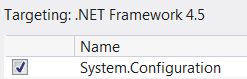 Targeting: .NET Framework 4.5
Name
System.Configuration